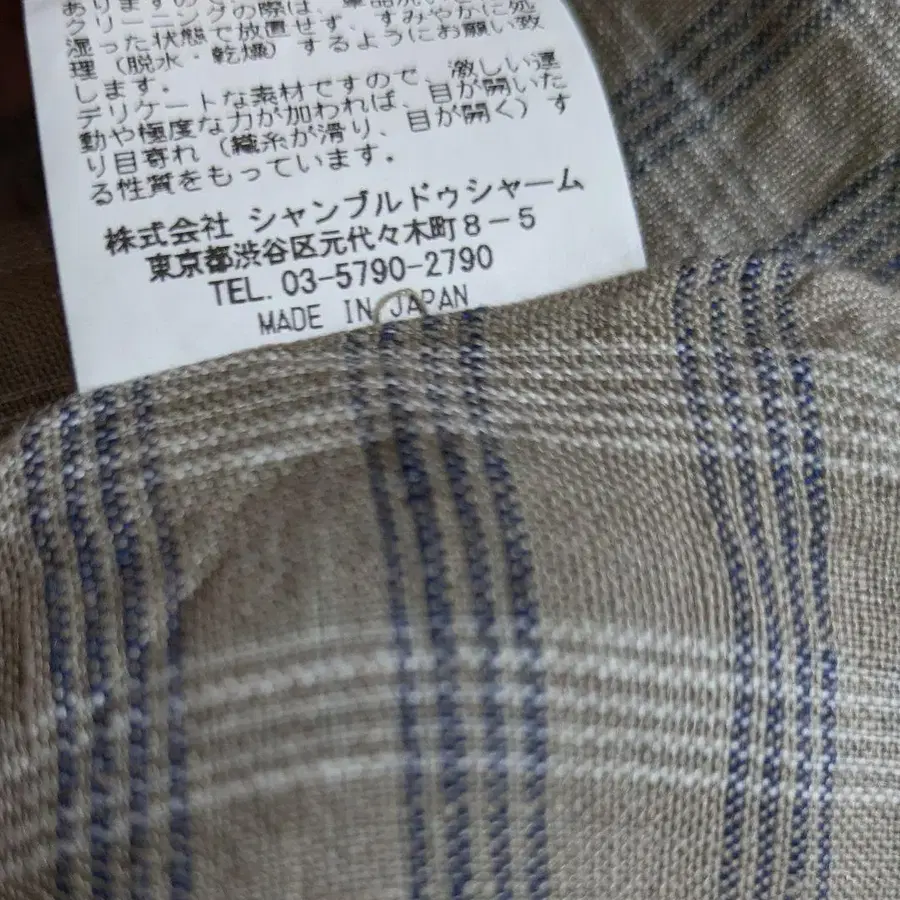 ありますの
クリーニングの際は、単品洗い
湿った状態で放置せず、すみやかに処
理（脱水・乾燥）するようにお願い致
します。
デリケートな素材ですので、激しい運
動や極度な力が加われば、目が開いた
り目寄れ（織糸が滑り、目が開く）す
る性質をもっています。
株式会社 シャンブルドゥシャーム
東京都渋谷区元代々木町８－５
TEL. 03-5790-2790
MADE IN JAPAN